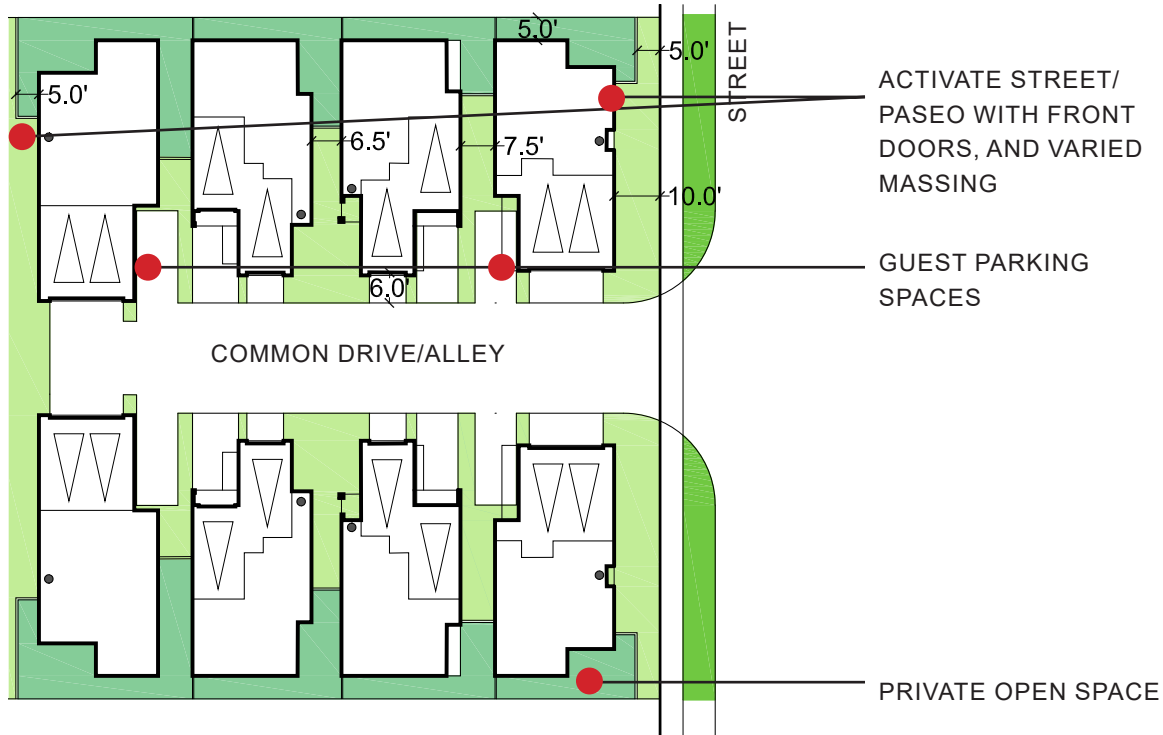 5.0'
5.0'
STREET
5.0'
6.5'
7.5'
10.0'
6.0'
COMMON DRIVE/ALLEY
ACTIVATE STREET/
PASEO WITH FRONT
DOORS, AND VARIED
MASSING
GUEST PARKING
SPACES
PRIVATE OPEN SPACE